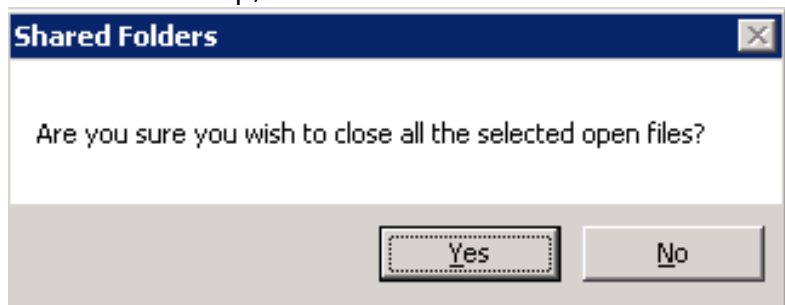 Shared Folders
Are you sure you wish to close all the selected open files?
Yes
No